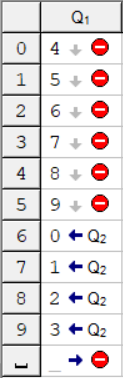 Q₁
0 4 ↓ ⛔
1 5 ↓ ⛔
2 6 ↓ ⛔
3 7 ↓ ⛔
4 8 ↓ ⛔
5 9 ↓ ⛔
6 0 ← Q₂
7 1 ← Q₂
8 2 ← Q₂
9 3 ← Q₂
⎵ _ → ⛔